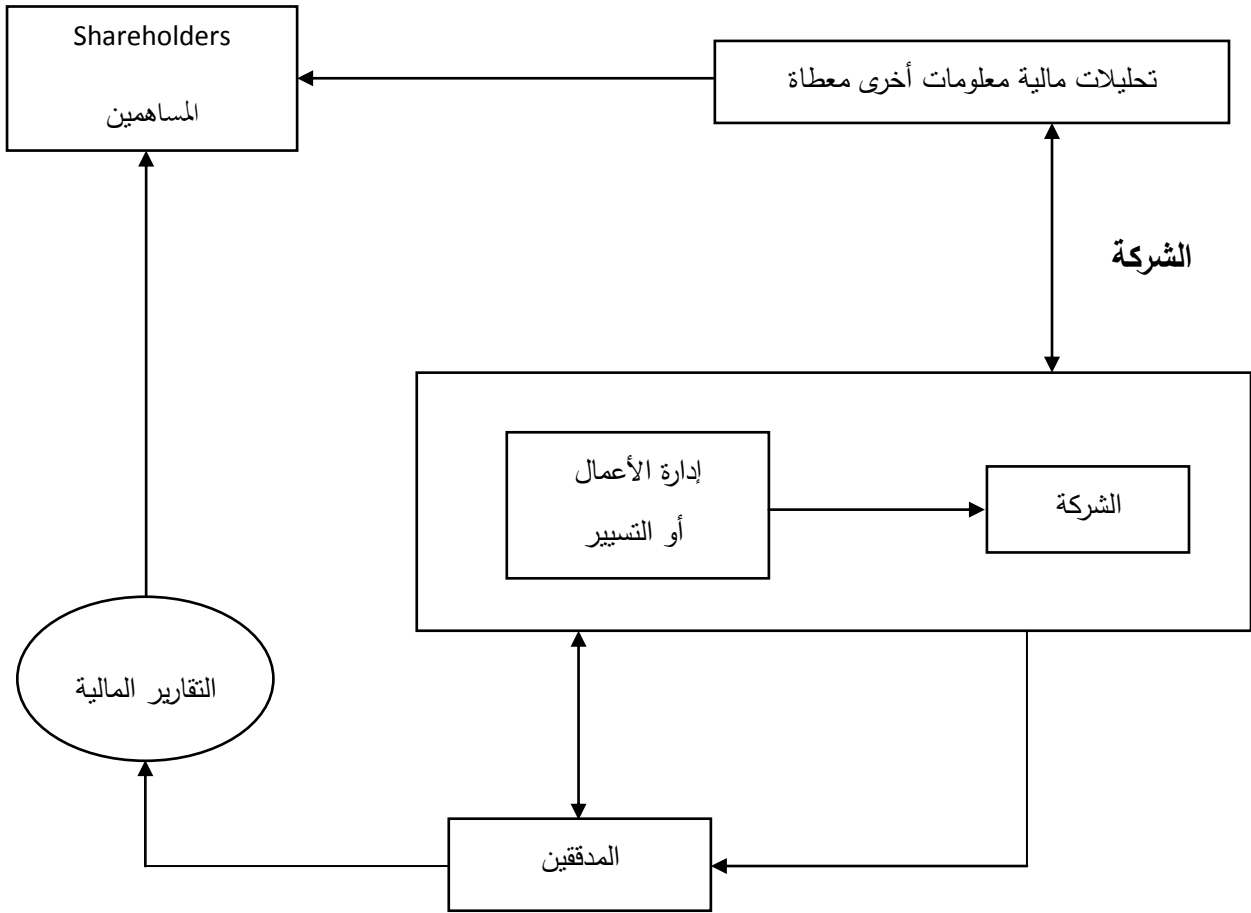 Shareholders
المساهمين
تحليلات مالية معلومات أخرى معطاة
الشركة
إدارة الأعمال
أو التسيير
الشركة
التقارير المالية
المدققين